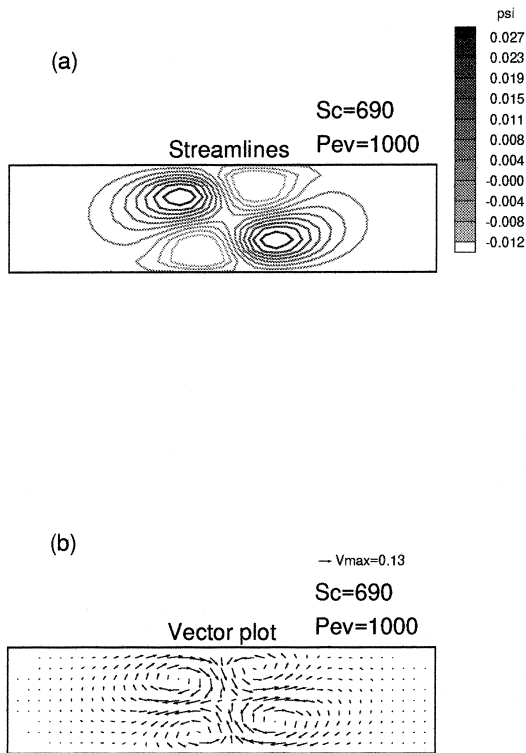 psi
0.027
0.023
0.019
0.015
0.011
0.008
0.004
-0.000
-0.004
-0.008
-0.012
(a)
Sc=690
Streamlines
Pev=1000
(b)
→ Vmax=0.13
Sc=690
Vector plot
Pev=1000